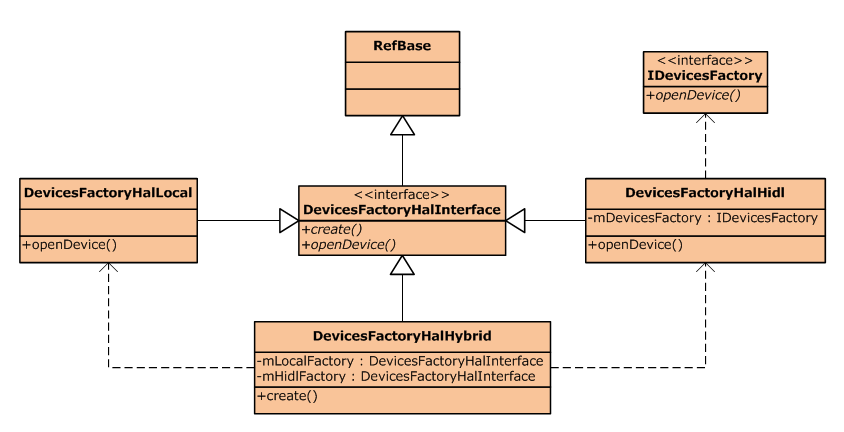 RefBase
<<interface>>
IDevicesFactory
+openDevice()
DevicesFactoryHalLocal
+openDevice()
<<interface>>
DevicesFactoryHalInterface
+create()
+openDevice()
DevicesFactoryHalHidl
-mDevicesFactory : IDevicesFactory
+openDevice()
DevicesFactoryHalHybrid
-mLocalFactory : DevicesFactoryHalInterface
-mHidlFactory : DevicesFactoryHalInterface
+create()